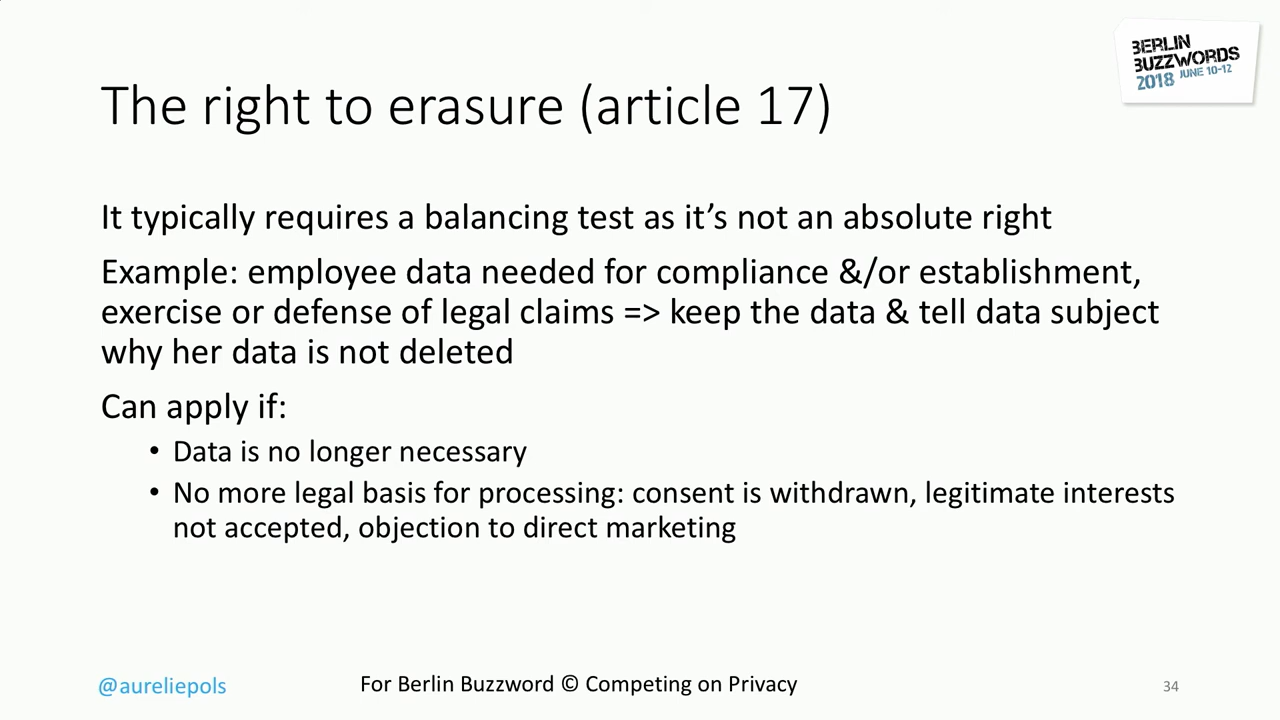 BERLIN
BUZZWORDS
2018 JUNE 10-12
The right to erasure (article 17)
It typically requires a balancing test as it’s not an absolute right
Example: employee data needed for compliance &/or establishment,
exercise or defense of legal claims => keep the data & tell data subject
why her data is not deleted
Can apply if:
• Data is no longer necessary
• No more legal basis for processing: consent is withdrawn, legitimate interests
not accepted, objection to direct marketing
@aureliepols
For Berlin Buzzword © Competing on Privacy
34